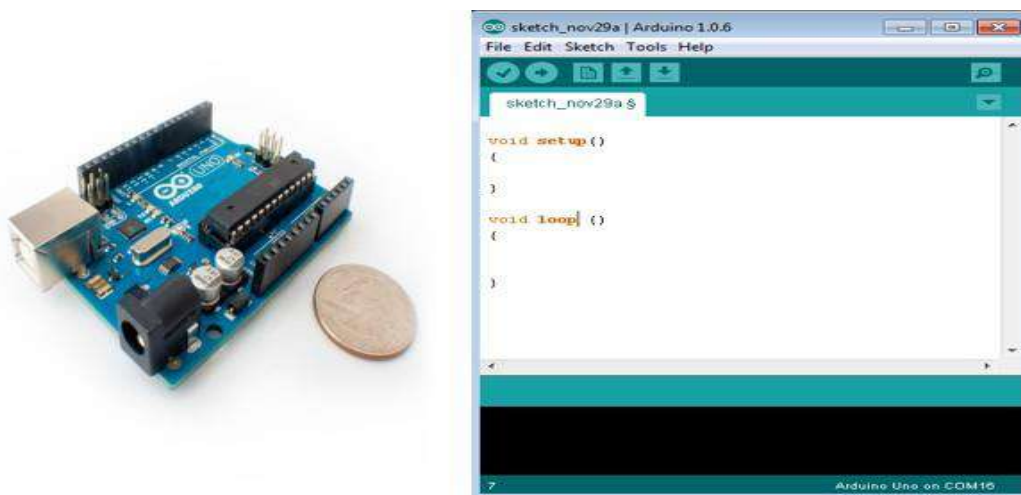 UNO
ARDUINO
sketch_nov29a | Arduino 1.0.6
File Edit Sketch Tools Help
sketch_nov29a §
void setup()
{
}
void loop ()
{
}
7
Arduino Uno on COM16